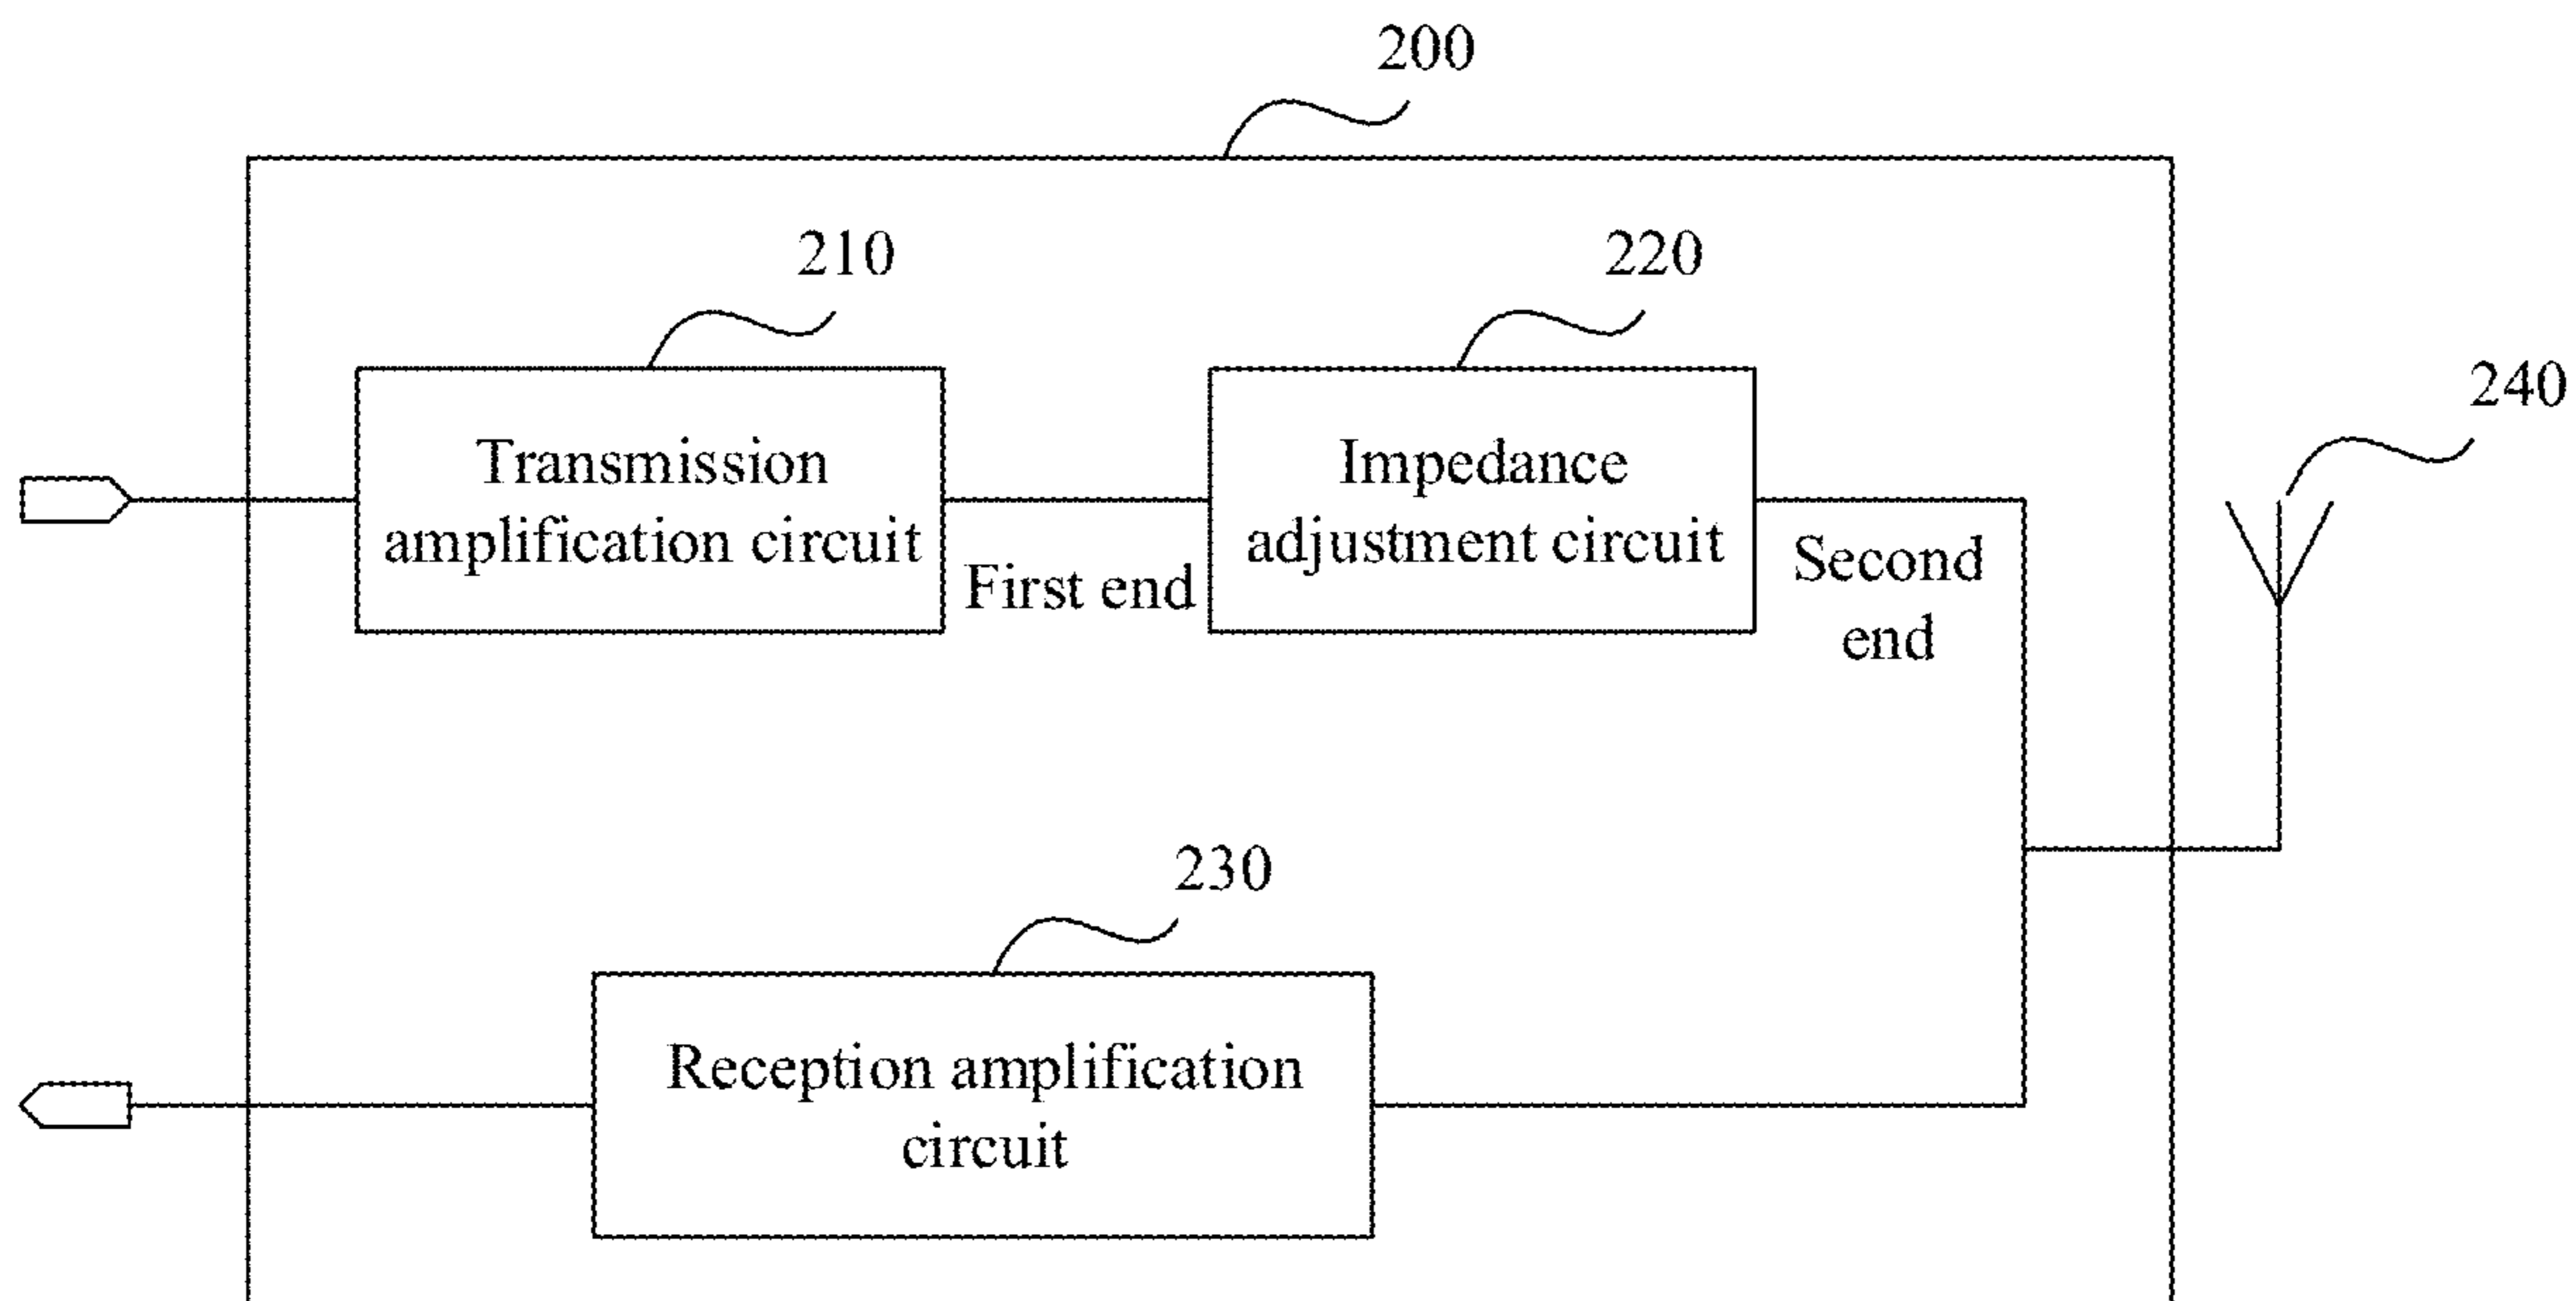 200
210
220
240
Transmission
amplification circuit
First end
Impedance
adjustment circuit
Second
end
230
Reception amplification
circuit